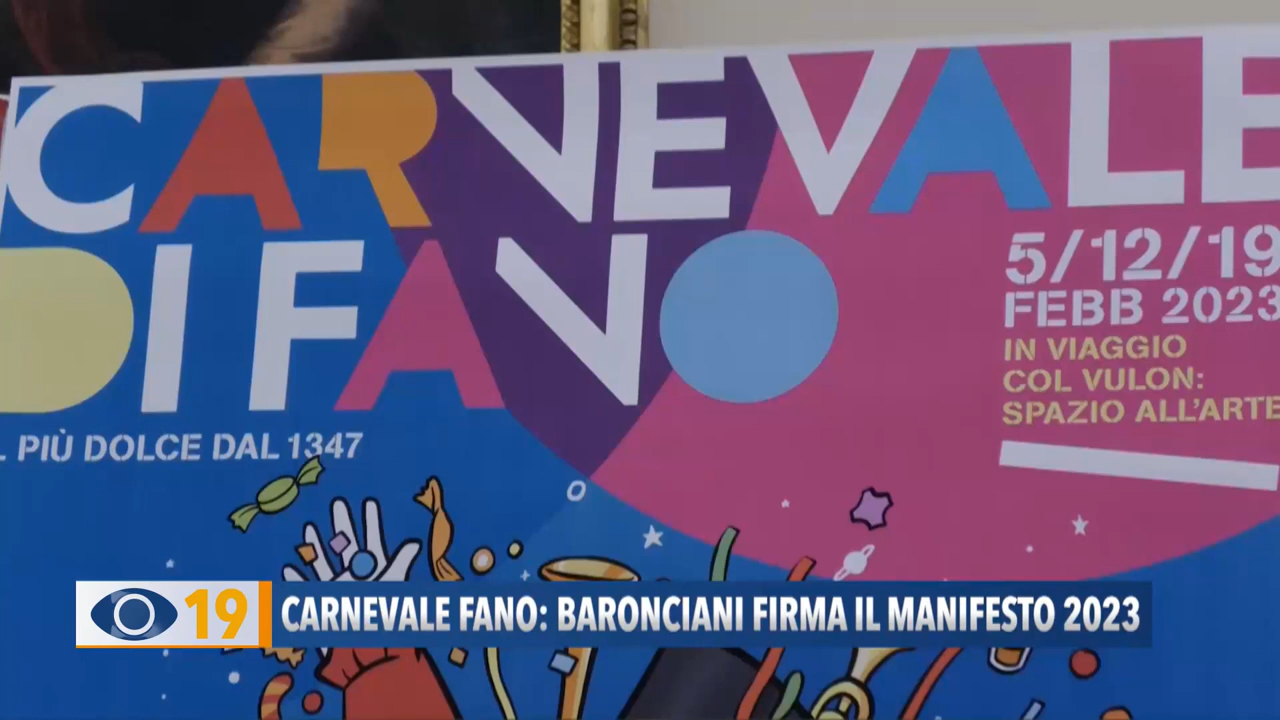 CARNEVALE
DI FANO
5/12/19
FEBB 2023
IN VIAGGIO
COL VULON:
SPAZIO ALL'ARTE
L PIÙ DOLCE DAL 1347
19 CARNEVALE FANO: BARONCIANI FIRMA IL MANIFESTO 2023